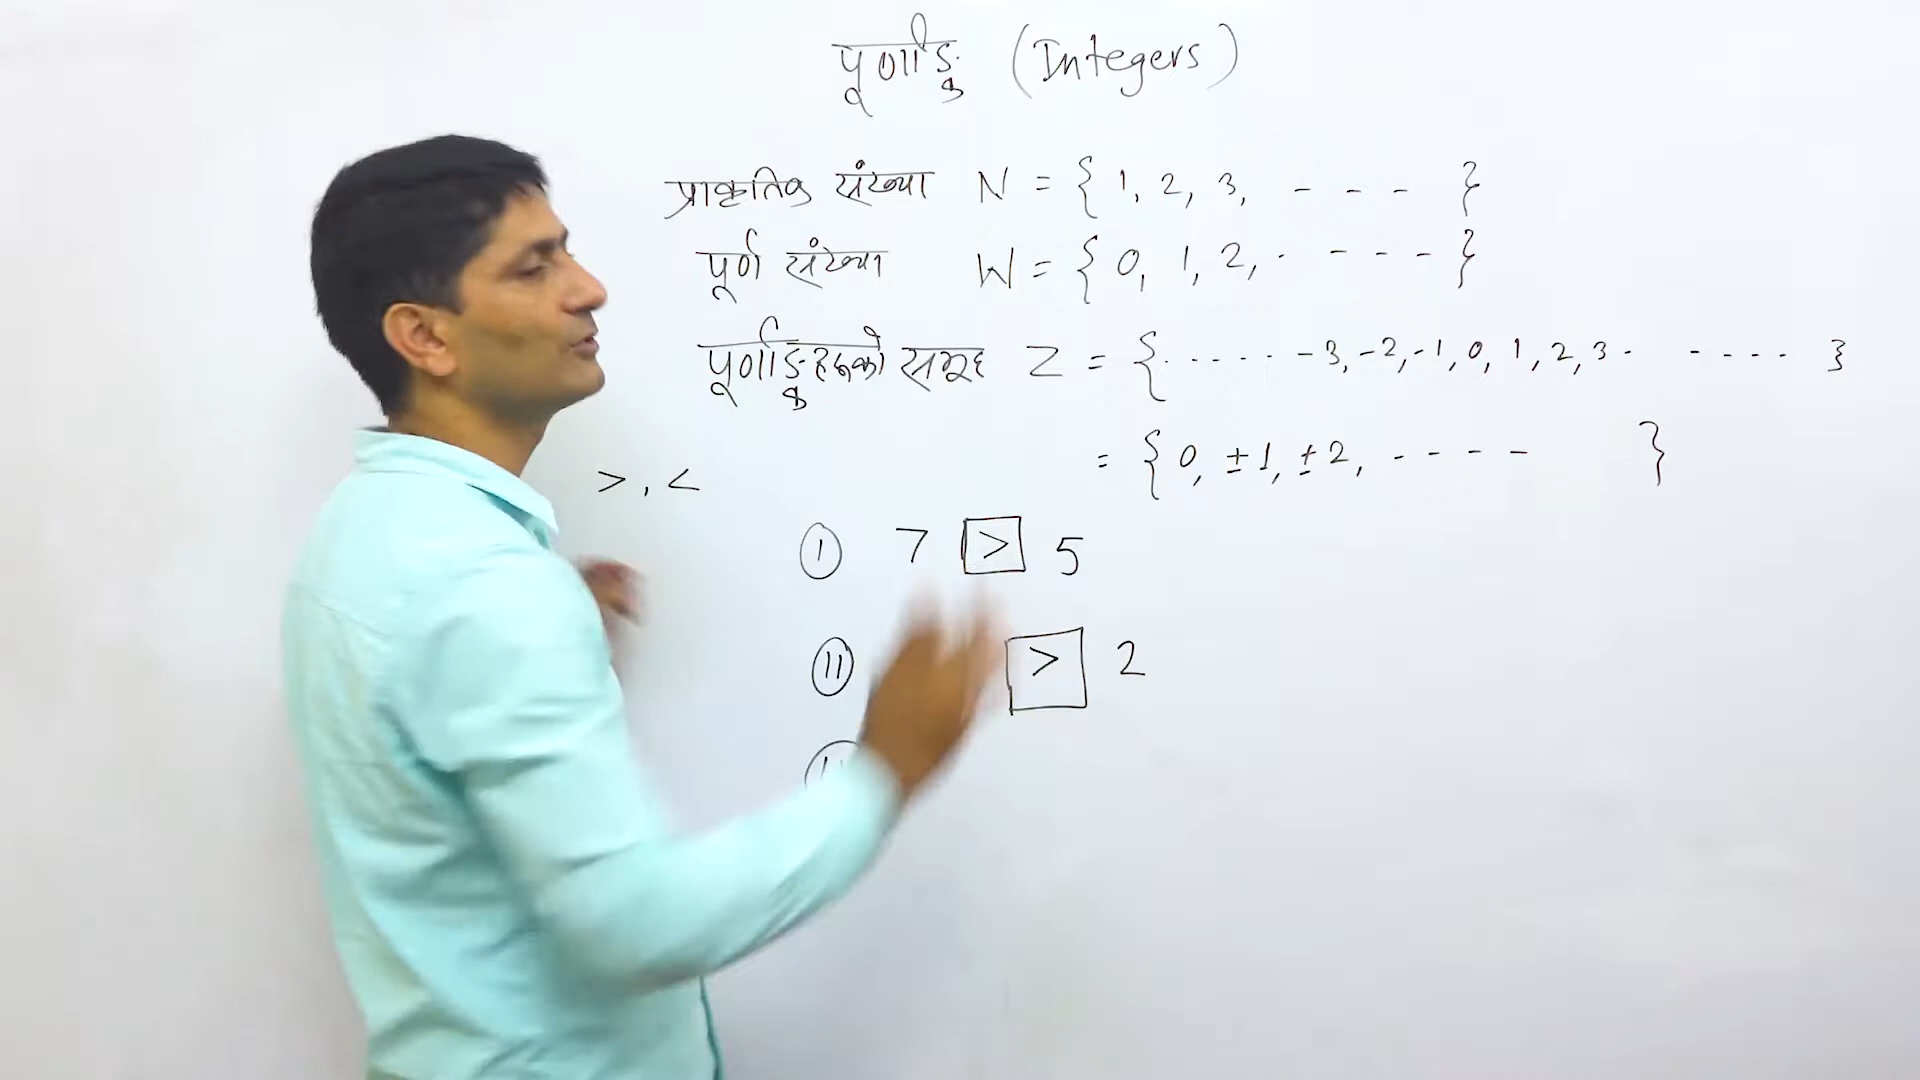 पूर्णाङ्क (Integers)
प्राकृतिक संख्या N = { 1, 2, 3, - - - }
पूर्ण संख्या W = { 0, 1, 2, . - - - - }
पूर्णाङ्कहरूको समूह Z = { . - - - - -3, -2, -1, 0, 1, 2, 3 - - - - - }
= { 0, ±1, ±2, - - - - }
>, <
(I) 7 > 5
(II) > 2